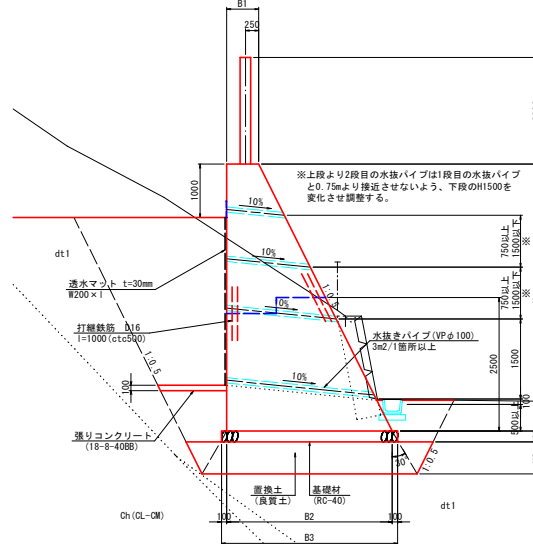 B1
250
1000
※上段より2段目の水抜パイプは1段目の水抜パイプ
と0.75mより接近させないよう、下段のH1500を
変化させ調整する。
10%
10%
dt1
750以上
1500以下
※
透水マット t=30mm
W200×l
750以上
1500以下
※
1:0.5
0%
打継鉄筋 D16
l=1000(ctc500)
水抜きパイプ(VPφ100)
3m2/1箇所以上
2500
1500
1:0.5
10%
100
100
500以上
張りコンクリート
(18-8-40BB)
1:0.5
30
置換土
(良質土)
基礎材
(RC-40)
Ch(CL-CM)
dt1
100
B2
100
B3